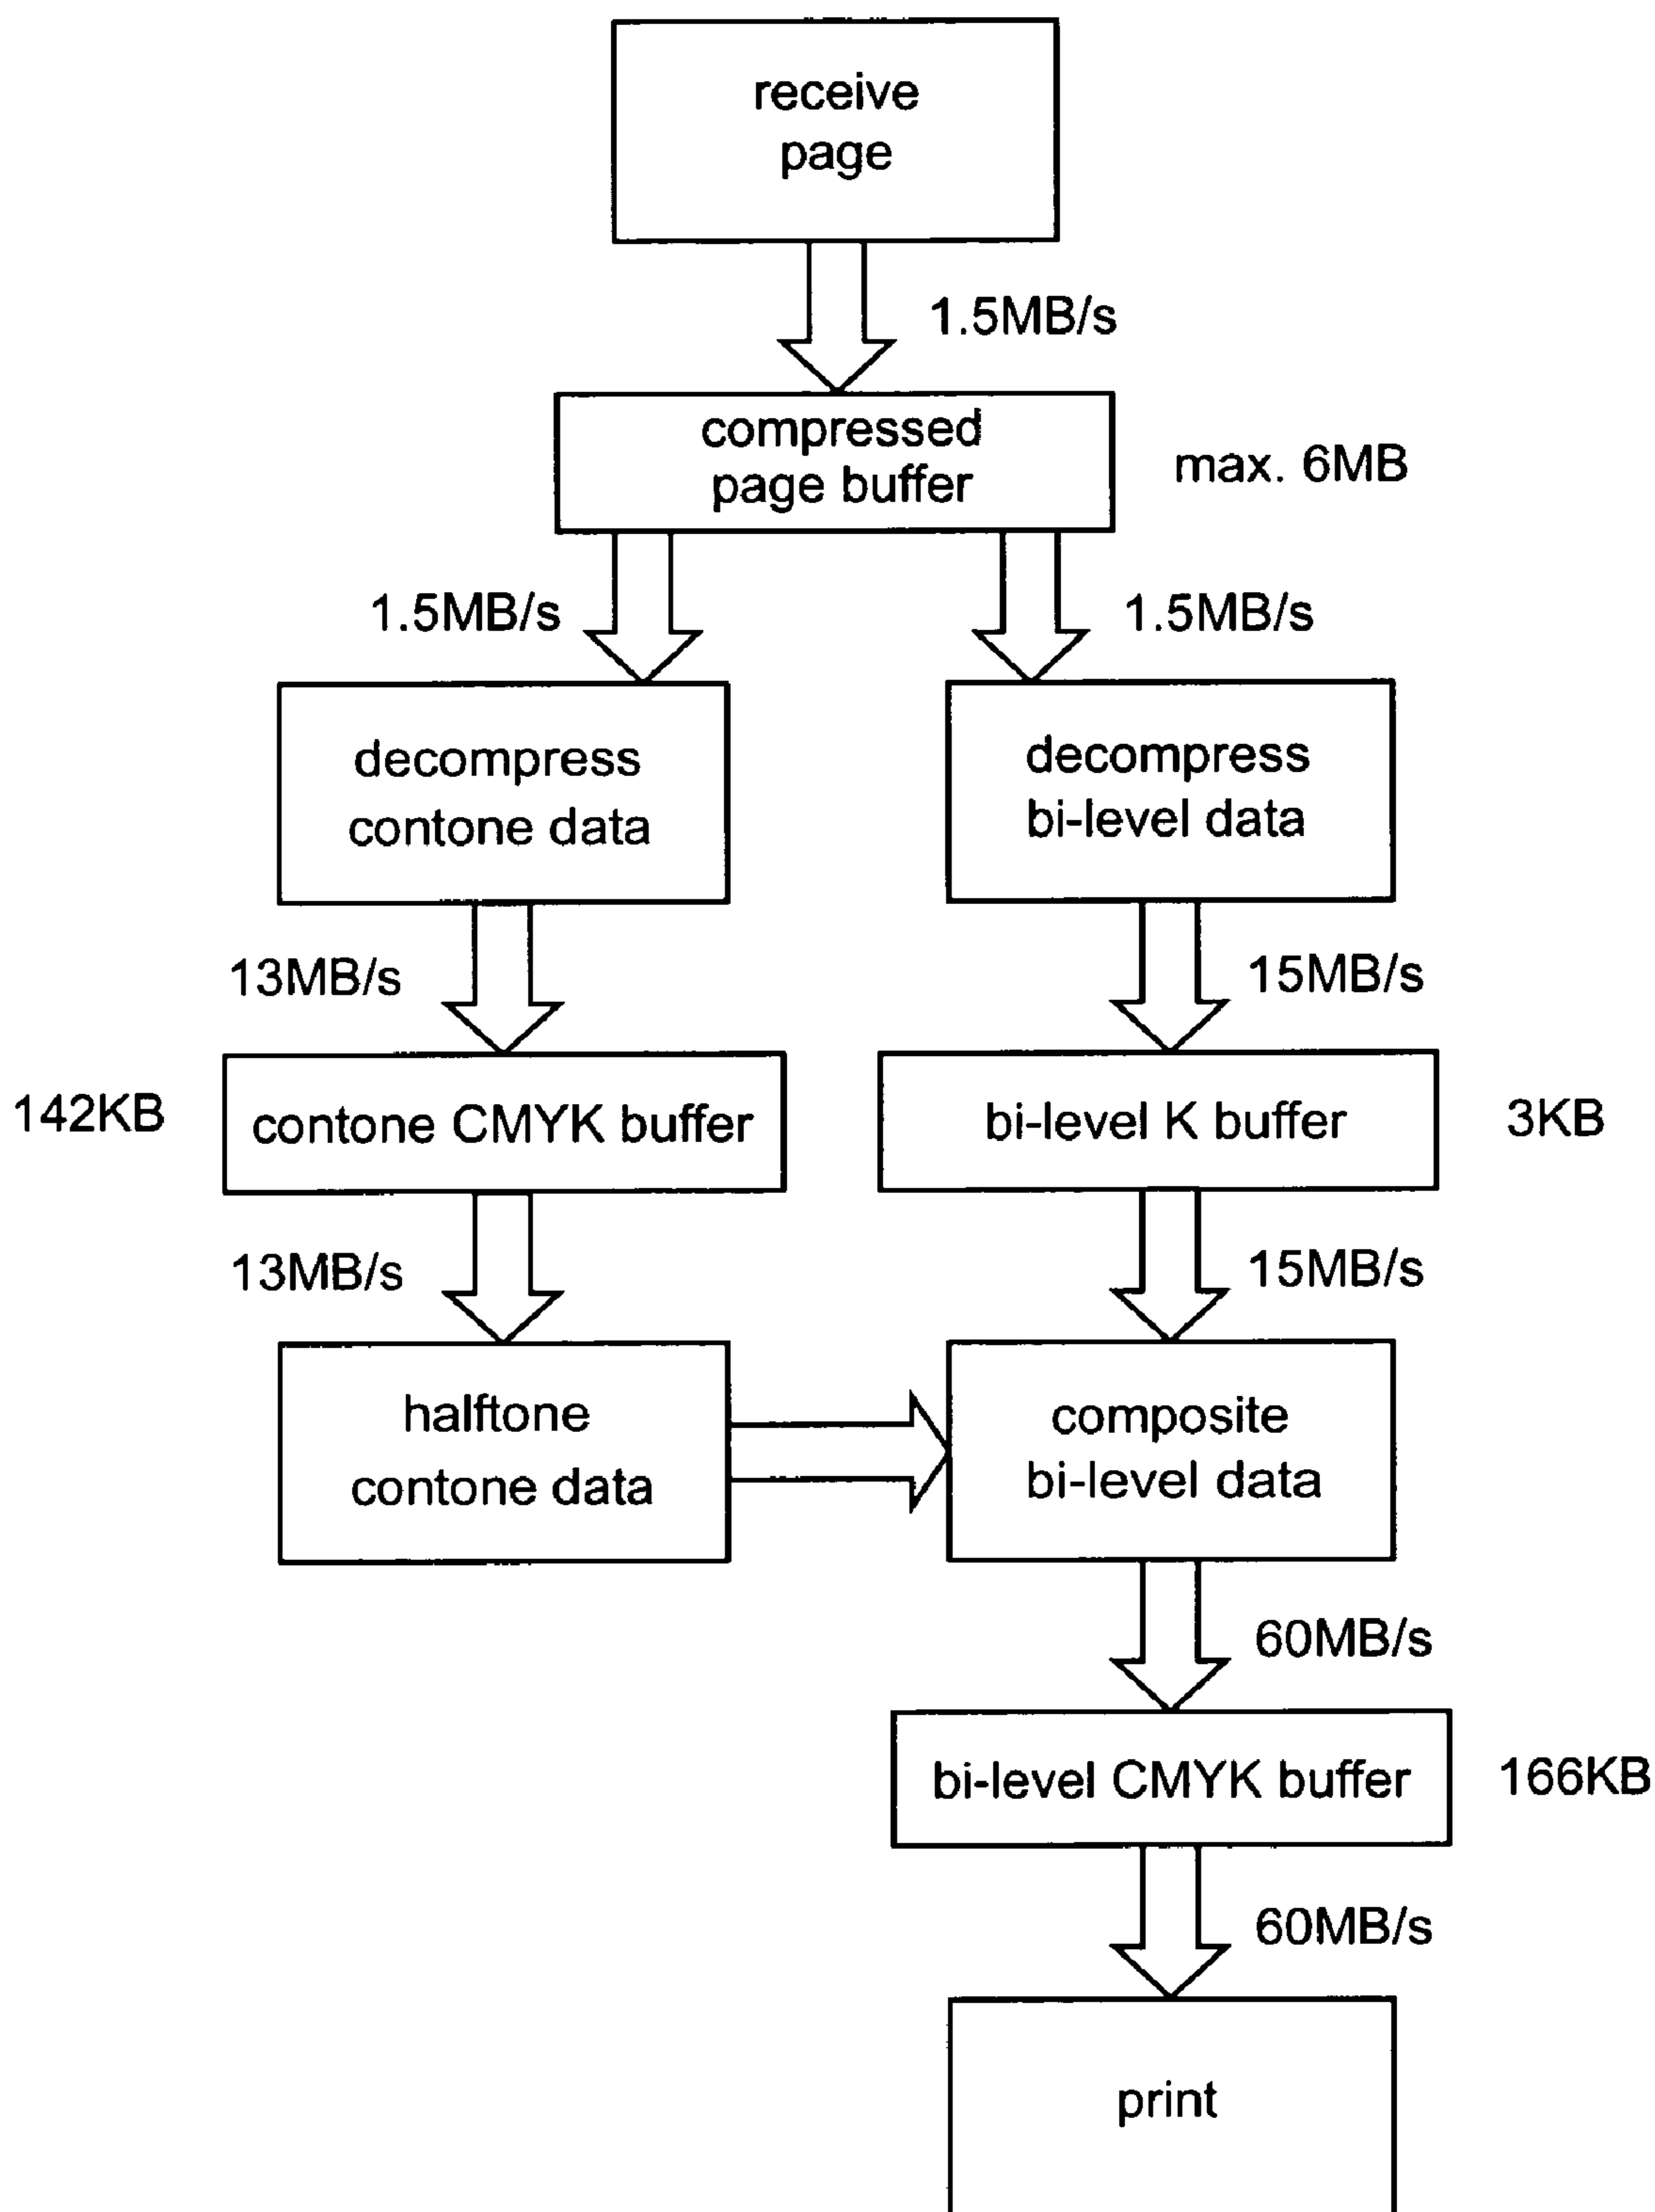 receive
page
1.5MB/s
compressed
page buffer
max. 6MB
1.5MB/s
1.5MB/s
decompress
contone data
decompress
bi-level data
13MB/s
15MB/s
142KB
contone CMYK buffer
bi-level K buffer
3KB
13MB/s
15MB/s
halftone
contone data
composite
bi-level data
60MB/s
bi-level CMYK buffer
166KB
60MB/s
print